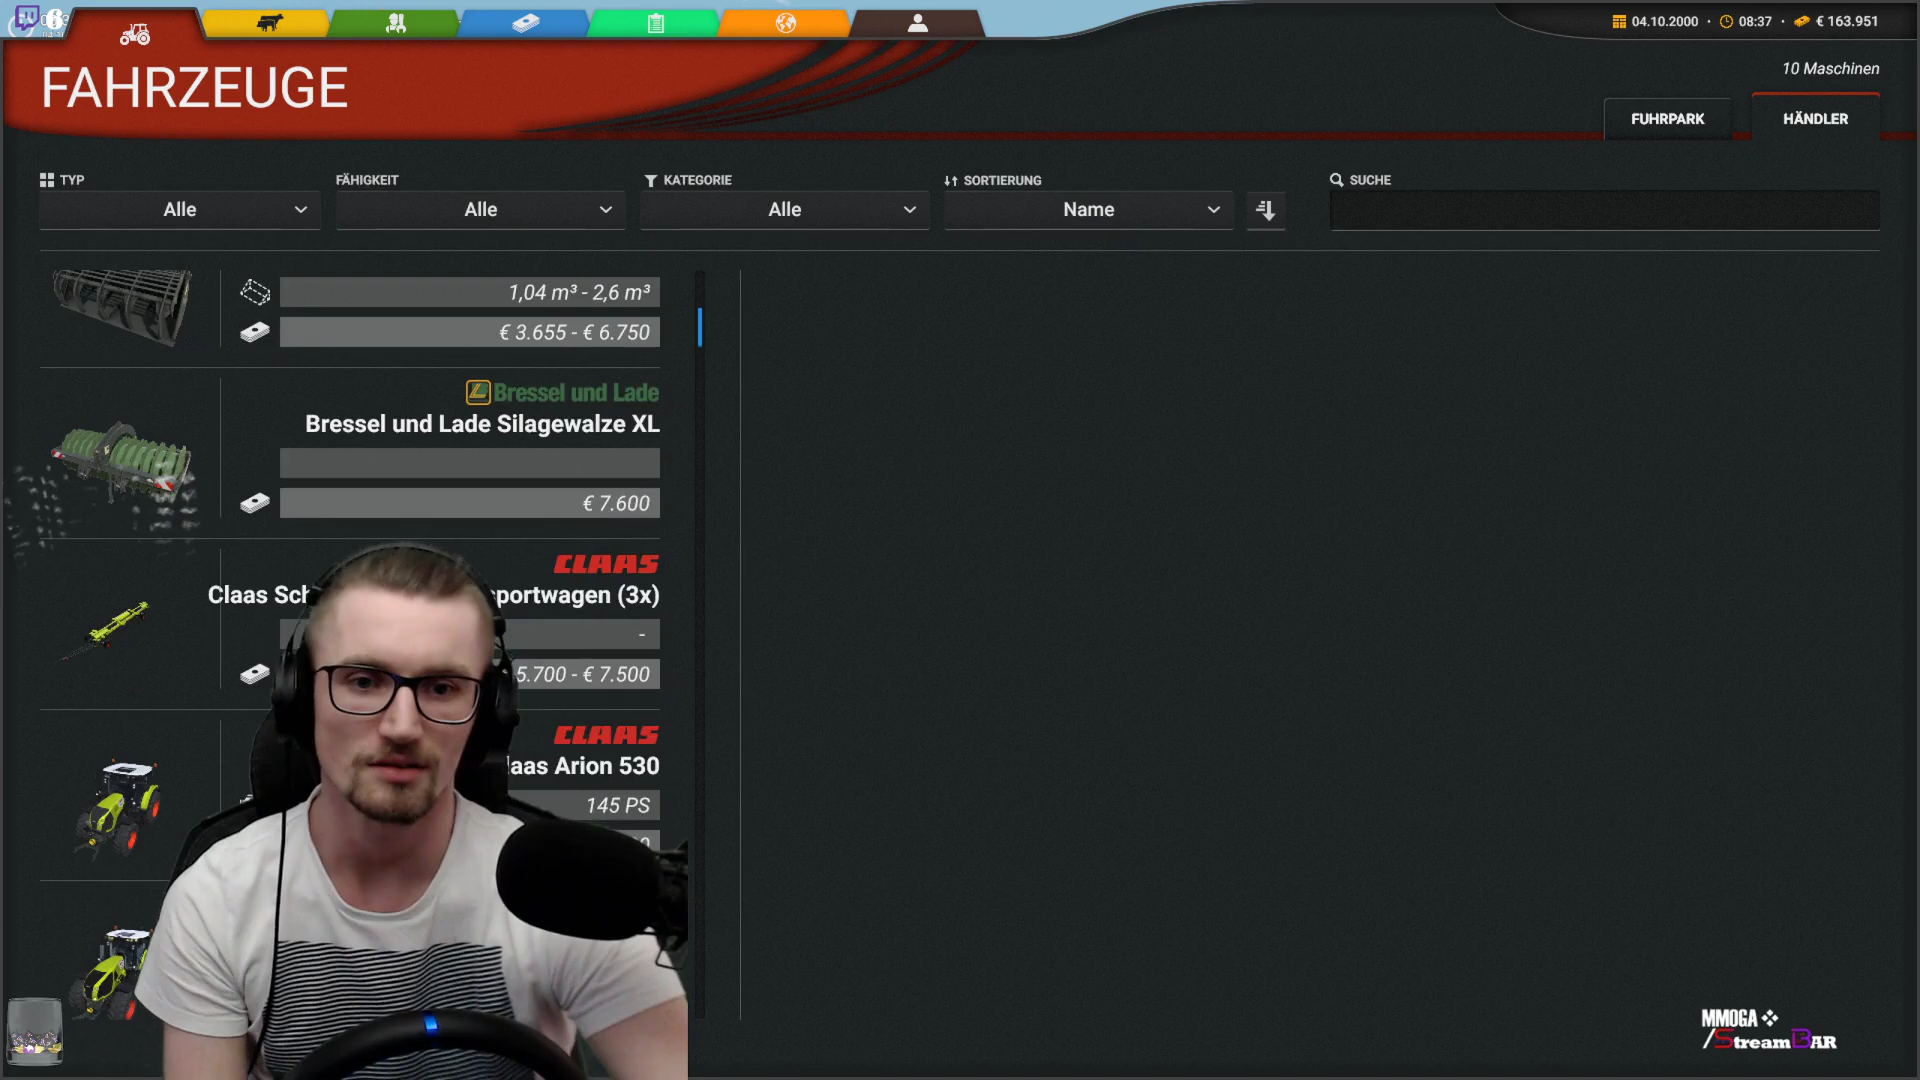 04.10.2000 · 08:37 · € 163.951
FAHRZEUGE
10 Maschinen
FUHRPARK
HÄNDLER
TYP
FÄHIGKEIT
KATEGORIE
SORTIERUNG
SUCHE
Alle
Alle
Alle
Name
1,04 m³ - 2,6 m³
€ 3.655 - € 6.750
Bressel und Lade
Bressel und Lade Silagewalze XL
€ 7.600
CLAAS
Claas Sch sportwagen (3x)
-
5.700 - € 7.500
CLAAS
laas Arion 530
145 PS
MMOGA
/StreamBAR